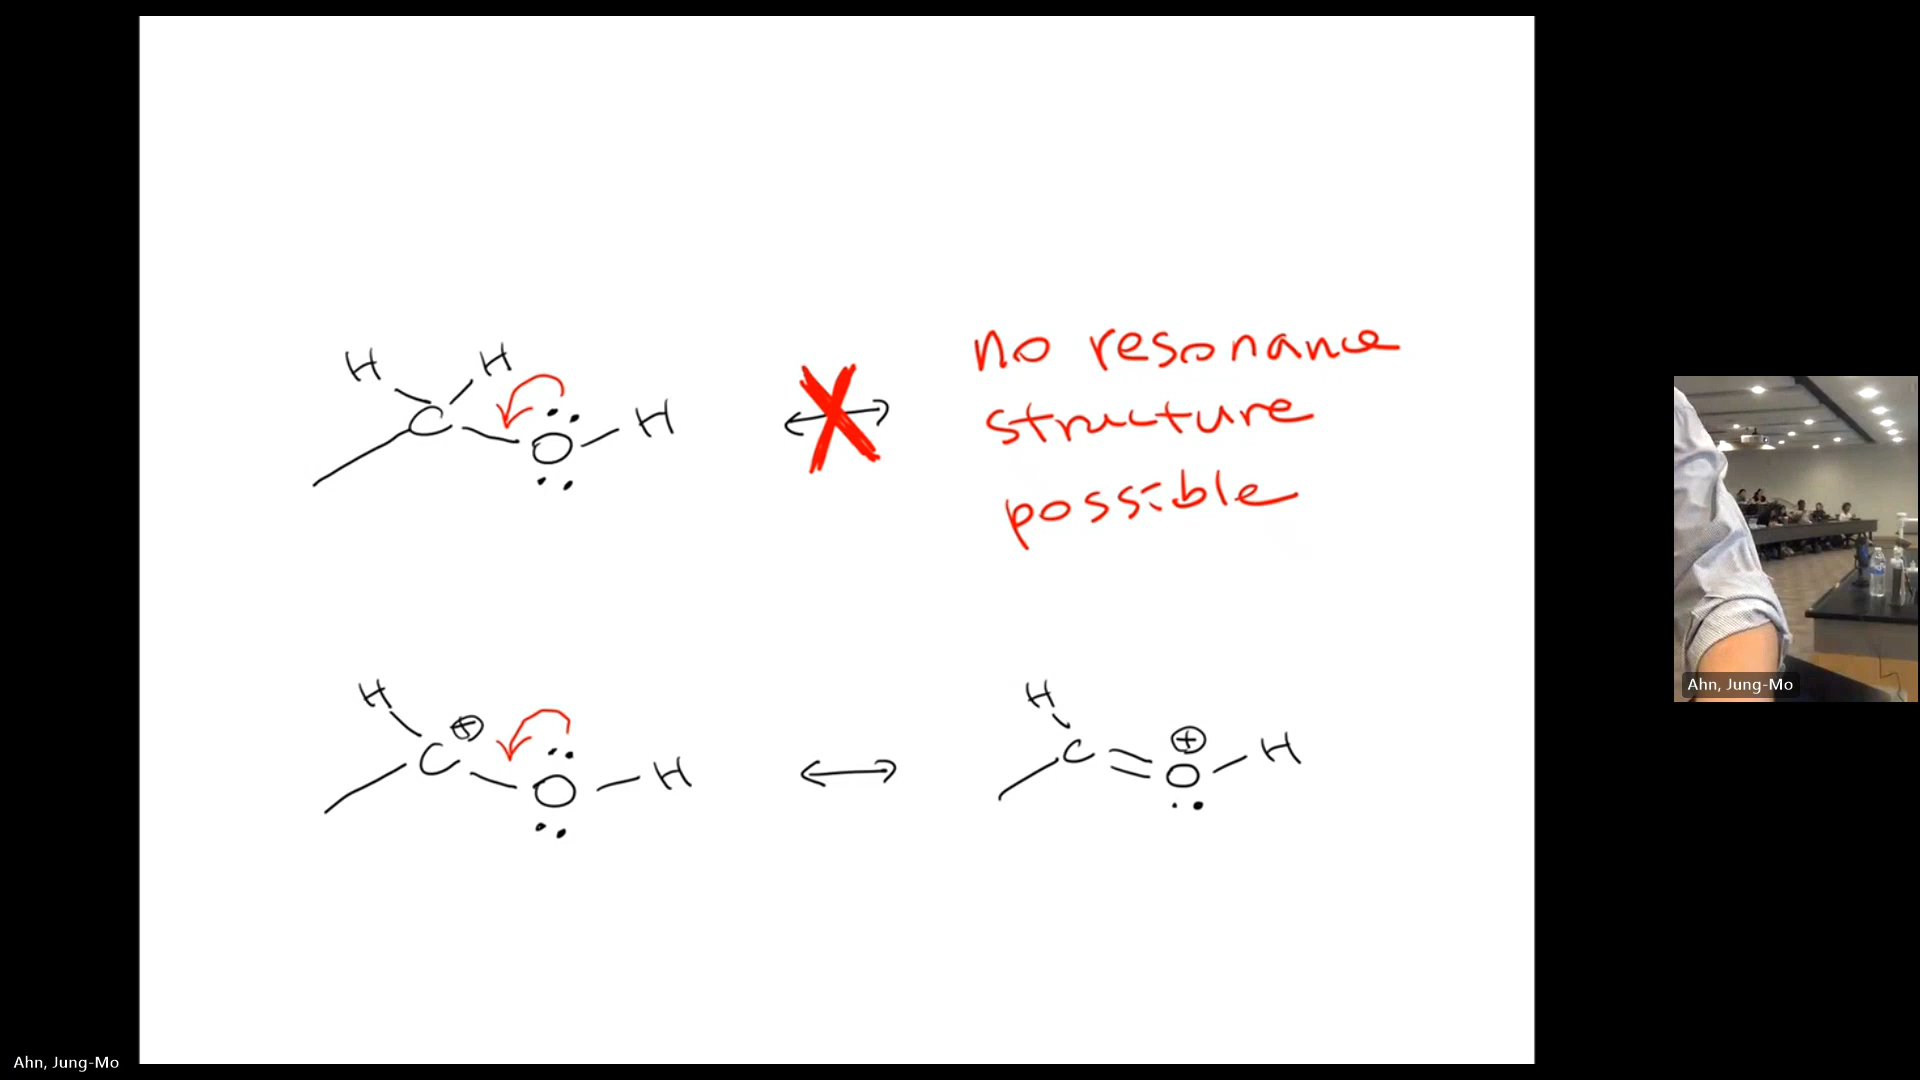 H H
C O H
no resonance
structure
possible
H
C ⊕ O H
H
C O ⊕ H
Ahn, Jung-Mo
Ahn, Jung-Mo